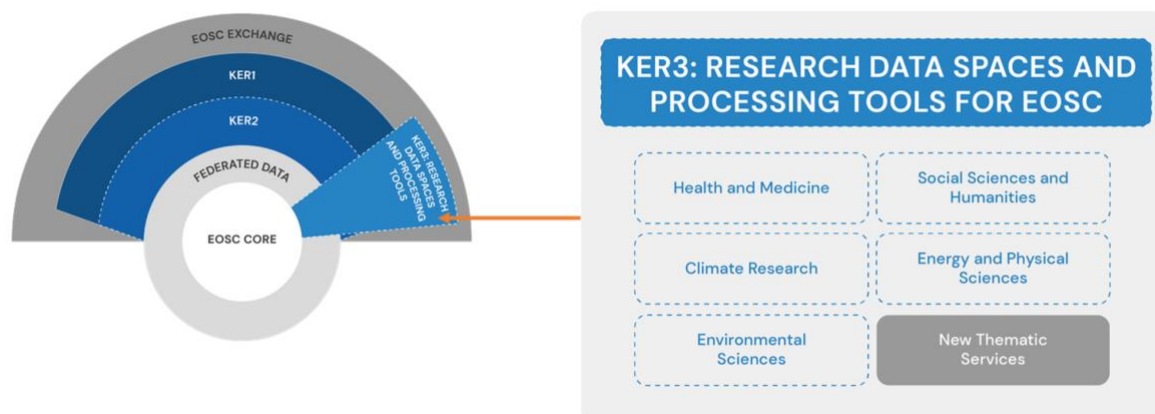 EOSC EXCHANGE
KER1
KER2
FEDERATED DATA
EOSC CORE
KER3: RESEARCH
DATA SPACES
AND PROCESSING
TOOLS
KER3: RESEARCH DATA SPACES AND
PROCESSING TOOLS FOR EOSC
Health and Medicine
Social Sciences and
Humanities
Climate Research
Energy and Physical
Sciences
Environmental
Sciences
New Thematic
Services